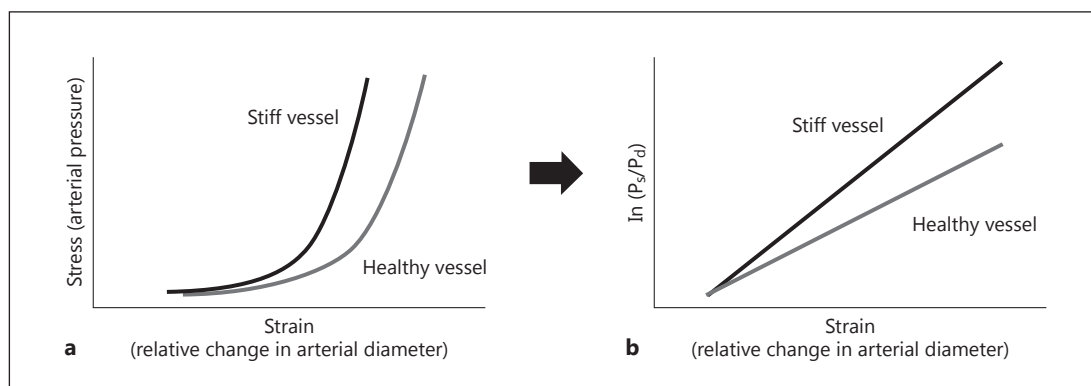 Stress (arterial pressure)
Stiff vessel
Healthy vessel
Strain
(relative change in arterial diameter)
a
In (Ps/Pd)
Stiff vessel
Healthy vessel
Strain
(relative change in arterial diameter)
b